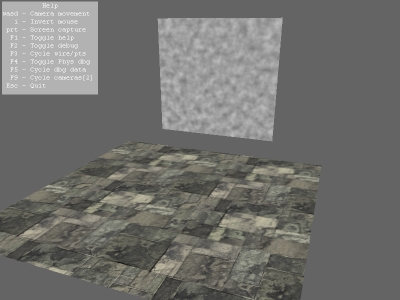 Help
wasd - Camera movement
i - Invert mouse
prt - Screen capture
F1 - Toggle help
F2 - Toggle debug
F3 - Cycle wire/pts
F4 - Toggle Phys dbg
F5 - Cycle dbg data
F9 - Cycle cameras[2]
Esc - Quit